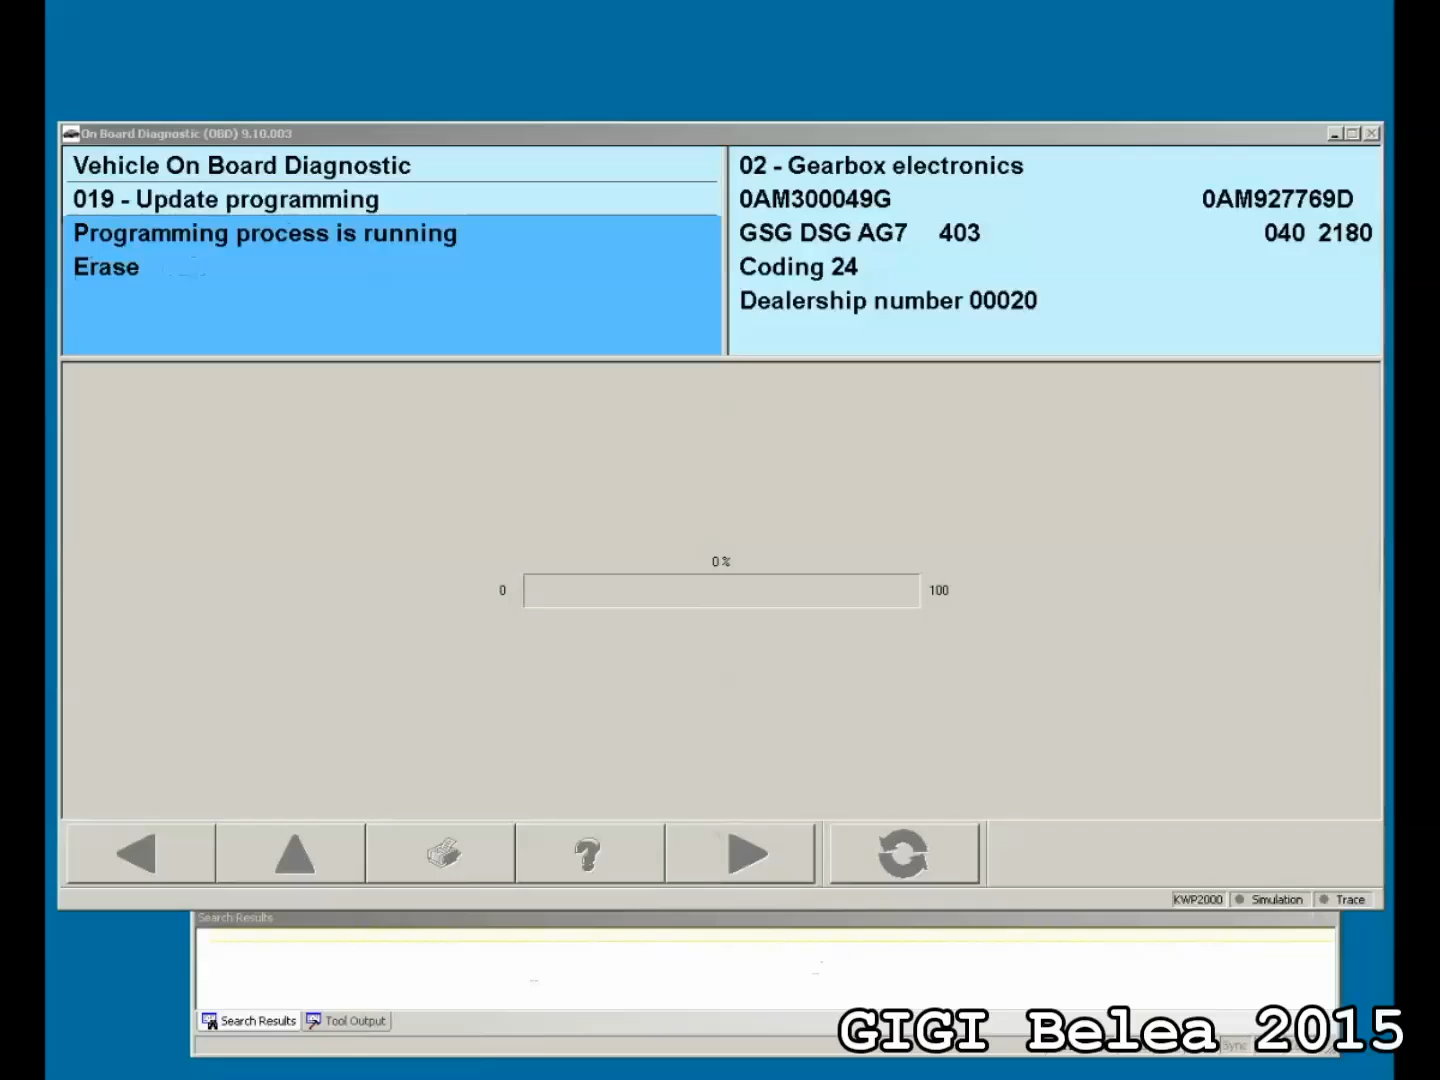 On Board Diagnostic (OBD) 9.10.003
Vehicle On Board Diagnostic
019 - Update programming
Programming process is running
Erase
02 - Gearbox electronics
0AM300049G 0AM927769D
GSG DSG AG7 403 040 2180
Coding 24
Dealership number 00020
0%
0 100
?
KWP2000 Simulation Trace
Search Results
Search Results Tool Output
GIGI Belea 2015
Sync